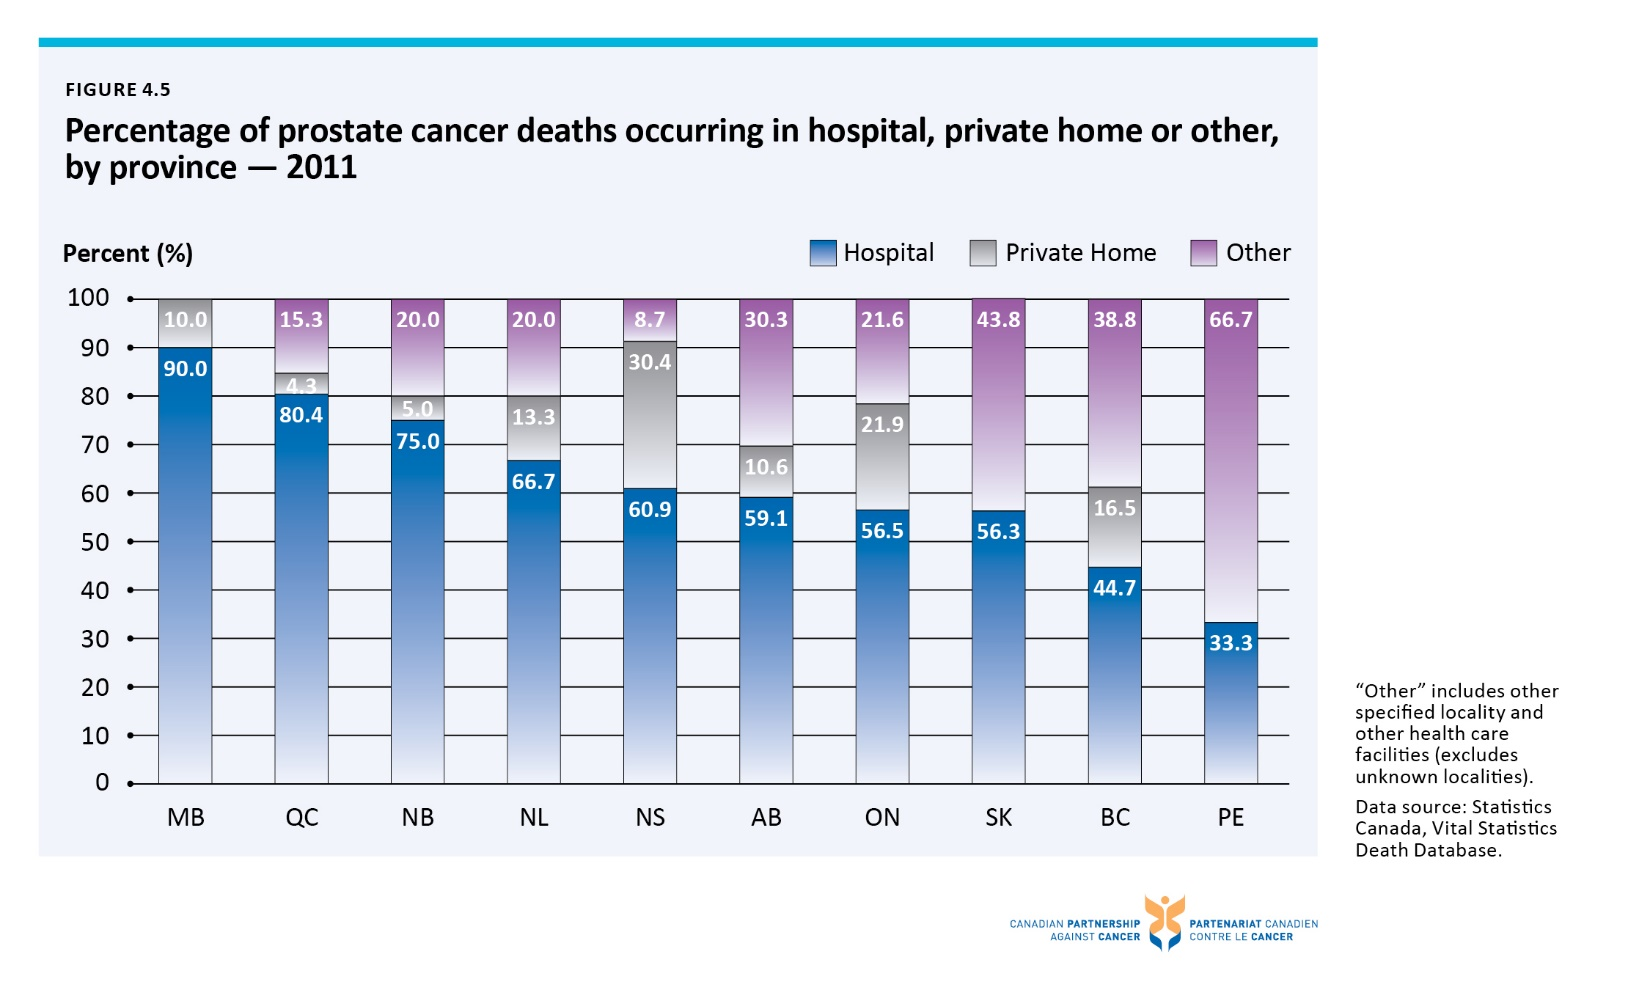 FIGURE 4.5
Percentage of prostate cancer deaths occurring in hospital, private home or other,
by province — 2011
Percent (%)
Hospital
Private Home
Other
100
90
80
70
60
50
40
30
20
10
0
10.0
90.0
15.3
4.3
80.4
20.0
5.0
75.0
20.0
13.3
66.7
8.7
30.4
60.9
30.3
10.6
59.1
21.6
21.9
56.5
43.8
56.3
38.8
16.5
44.7
66.7
33.3
MB
QC
NB
NL
NS
AB
ON
SK
BC
PE
“Other” includes other
specified locality and
other health care
facilities (excludes
unknown localities).
Data source: Statistics
Canada, Vital Statistics
Death Database.
CANADIAN PARTNERSHIP
AGAINST CANCER
PARTENARIAT CANADIEN
CONTRE LE CANCER